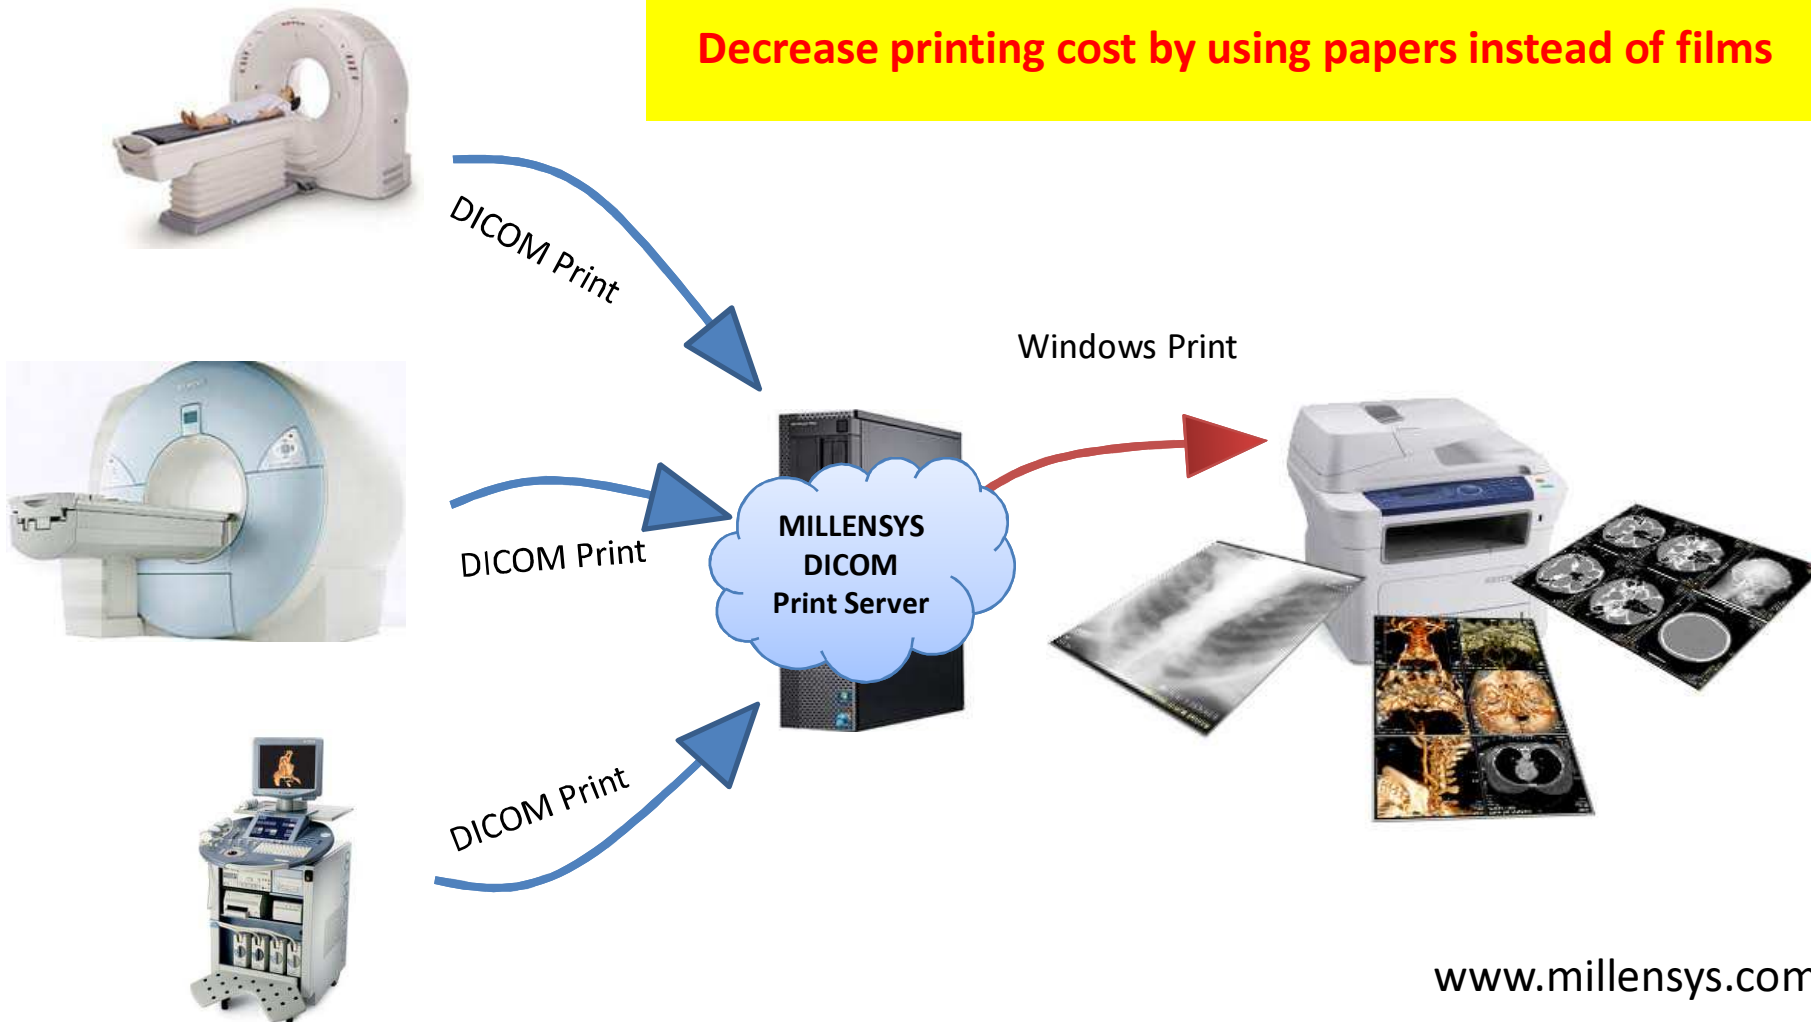 Decrease printing cost by using papers instead of films
DICOM Print
Windows Print
DICOM Print
MILLENSYS
DICOM
Print Server
DICOM Print
www.millensys.com